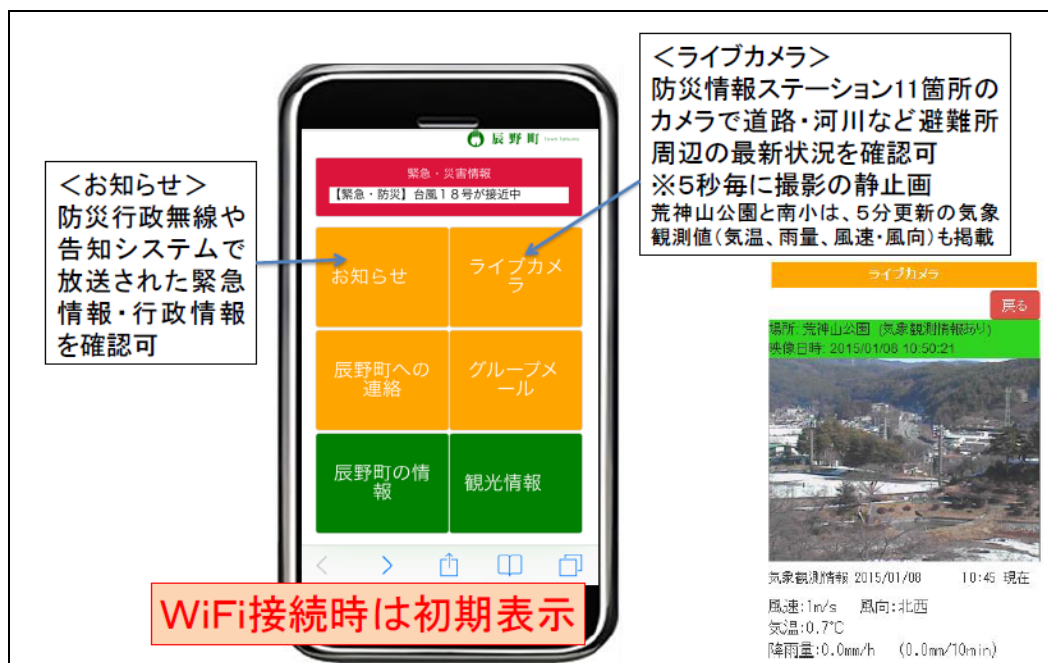 ＜お知らせ＞
防災行政無線や
告知システムで
放送された緊急
情報・行政情報
を確認可
＜ライブカメラ＞
防災情報ステーション11箇所の
カメラで道路・河川など避難所
周辺の最新状況を確認可
※5秒毎に撮影の静止画
荒神山公園と南小は、5分更新の気象
観測値(気温、雨量、風速・風向)も掲載
辰野町
緊急・災害情報
【緊急・防災】台風18号が接近中
お知らせ
ライブカメ
ラ
辰野町への
連絡
グループメ
ール
辰野町の情
報
観光情報
WiFi接続時は初期表示
ライブカメラ
戻る
場所: 荒神山公園 (気象観測情報あり)
映像日時: 2015/01/08 10:50:21
気象観測情報 2015/01/08 10:45 現在
風速:1m/s 風向:北西
気温:0.7℃
降雨量:0.0mm/h (0.0mm/10min)